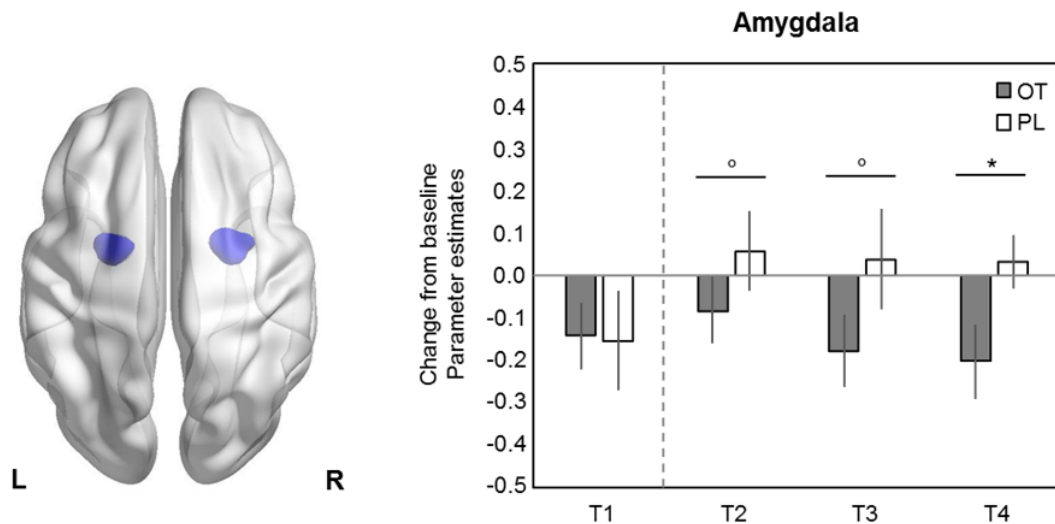 Amygdala
0.5
0.4
0.3
0.2
0.1
0.0
-0.1
-0.2
-0.3
-0.4
-0.5
Change from baseline
Parameter estimates
OT
PL
° ° *
T1 T2 T3 T4
L R